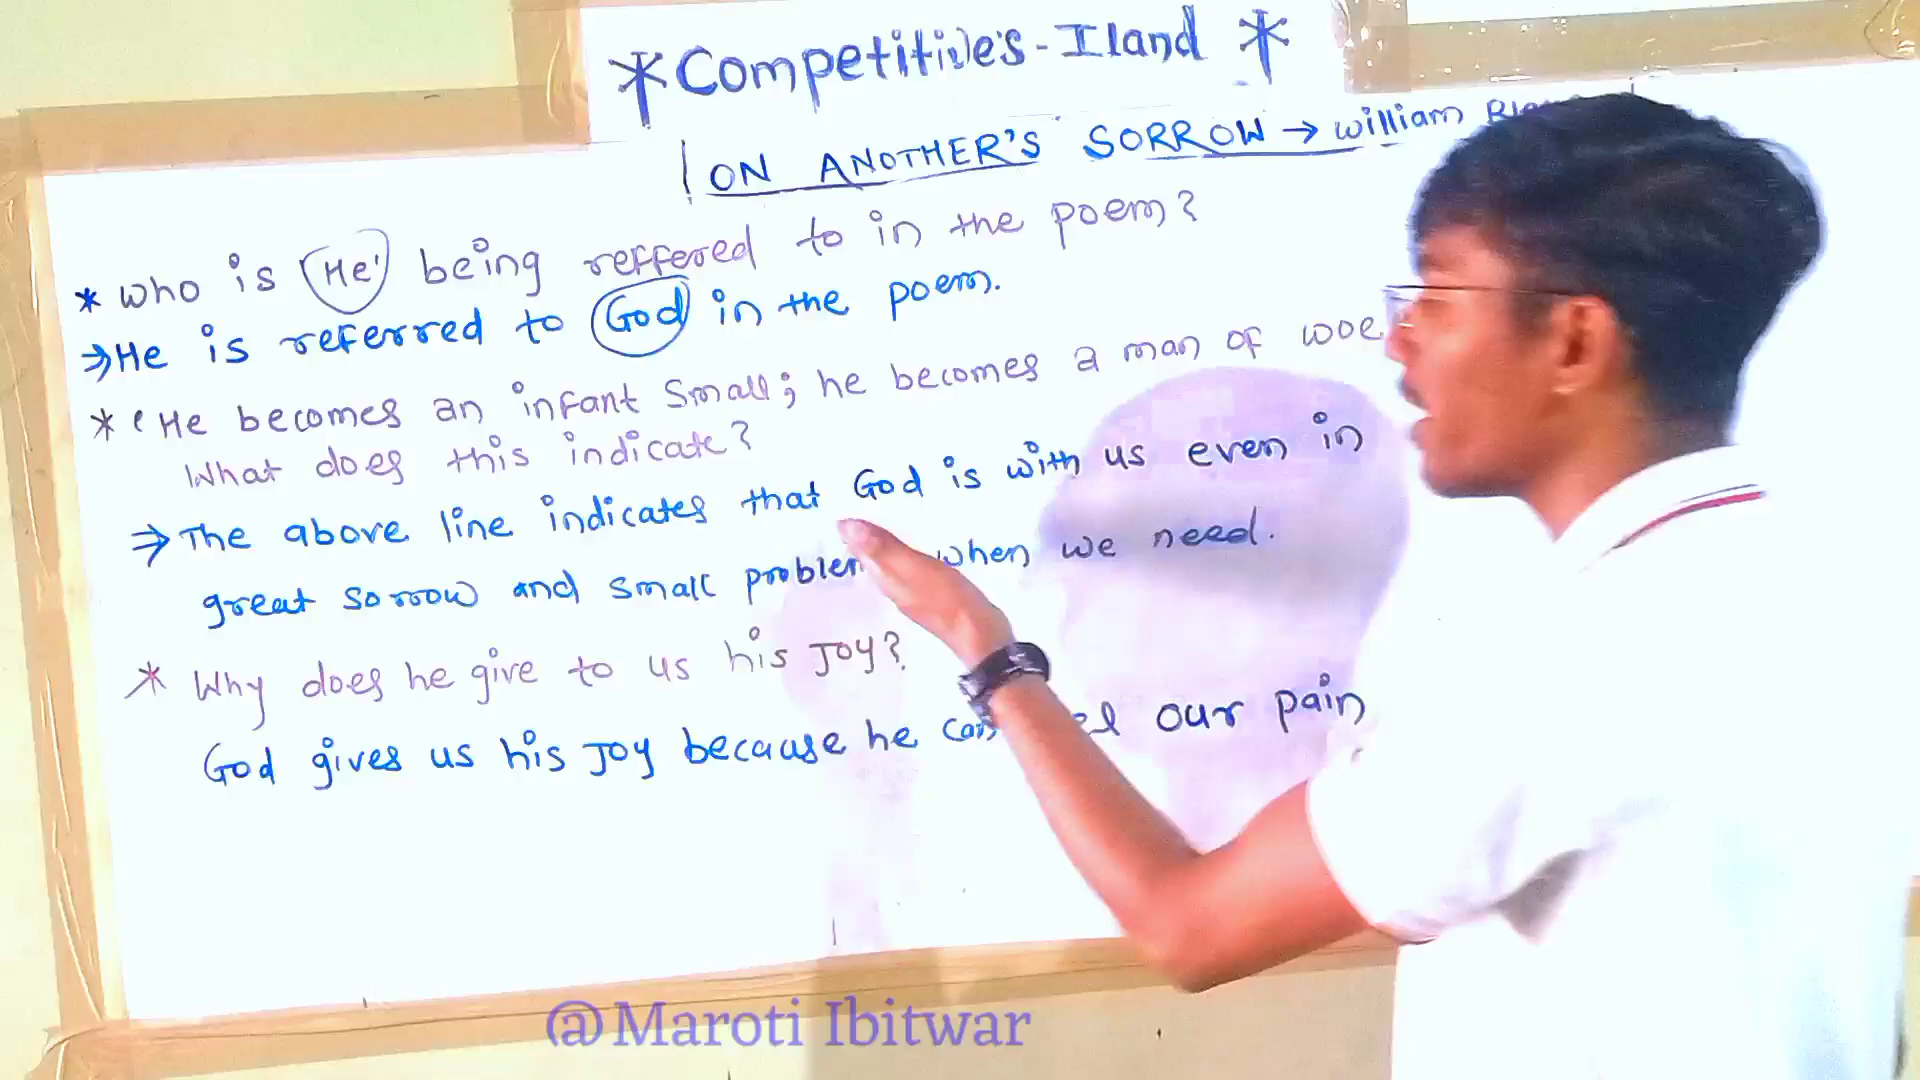 *Competitive's-Iland *
ON ANOTHER'S SORROW → William
* Who is 'He' being reffered to in the poem?
⇒ He is referred to God in the poem.
* 'He becomes an infant small; he becomes a man of woe
What does this indicate?
⇒ The above line indicates that God is with us even in
great sorrow and small when we need.
* Why does he give to us his Joy?
God gives us his Joy because he can our pain
@Maroti Ibitwar